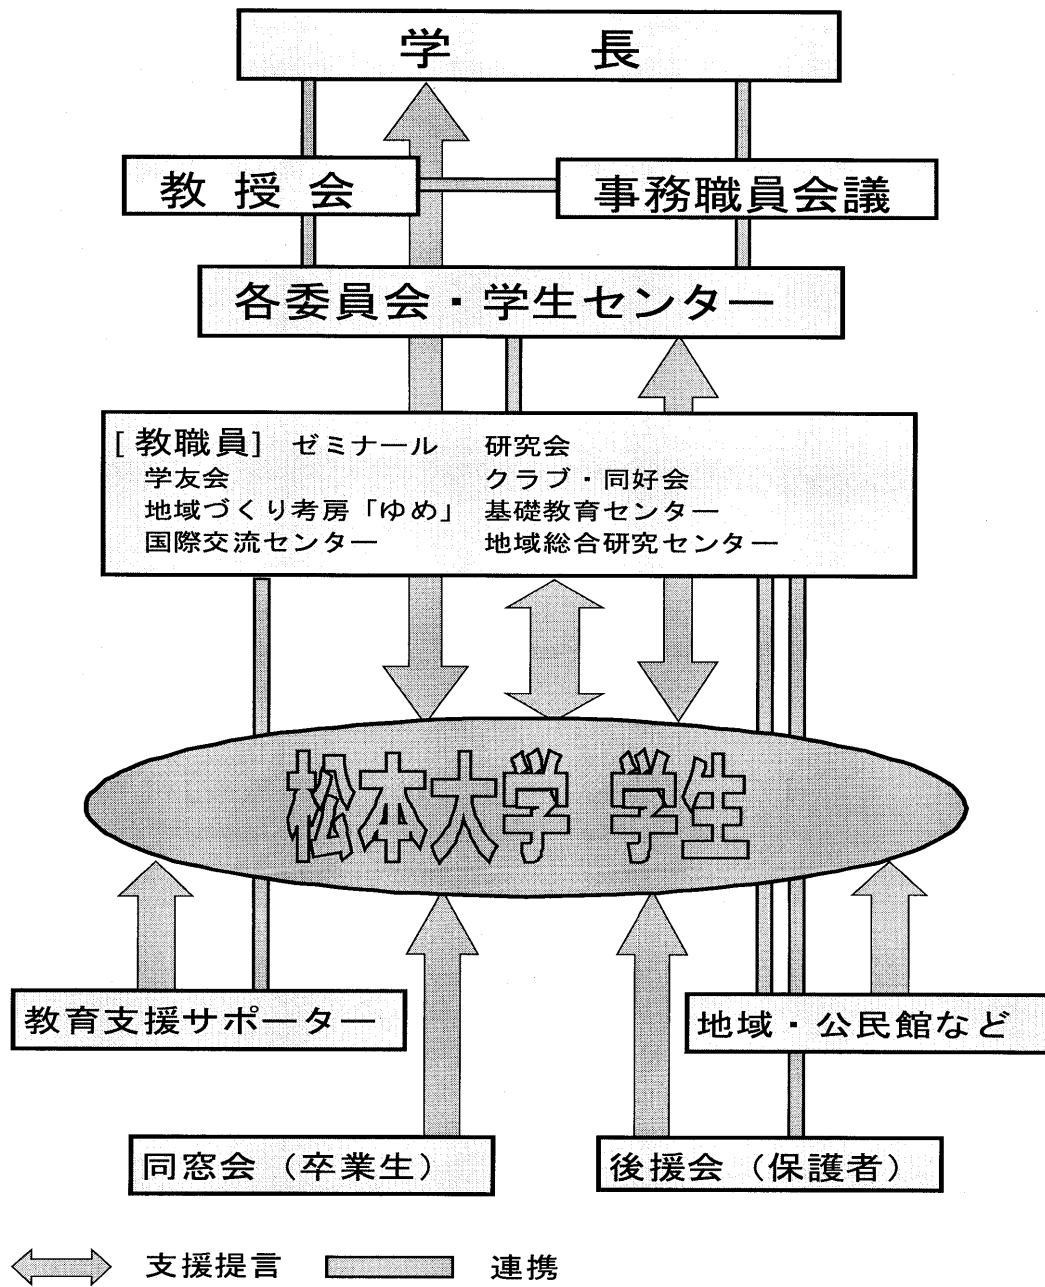 学 長
教授会
事務職員会議
各委員会・学生センター
[教職員] ゼミナール 研究会
学友会 クラブ・同好会
地域づくり考房「ゆめ」 基礎教育センター
国際交流センター 地域総合研究センター
松本大学 学生
教育支援サポーター
地域・公民館など
同窓会(卒業生)
後援会(保護者)
支援提言 連携